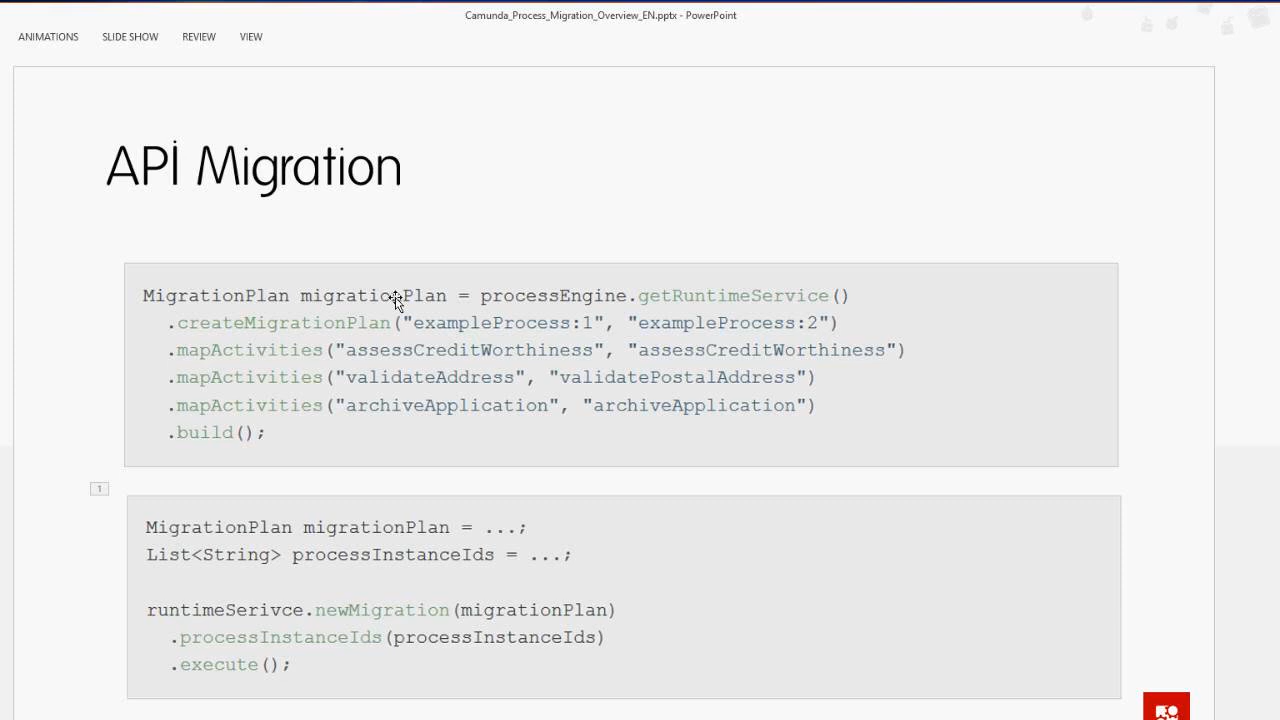 Camunda_Process_Migration_Overview_EN.pptx - PowerPoint
ANIMATIONS SLIDE SHOW REVIEW VIEW
API Migration
MigrationPlan migrationPlan = processEngine.getRuntimeService()
.createMigrationPlan("exampleProcess:1", "exampleProcess:2")
.mapActivities("assessCreditWorthiness", "assessCreditWorthiness")
.mapActivities("validateAddress", "validatePostalAddress")
.mapActivities("archiveApplication", "archiveApplication")
.build();
1
MigrationPlan migrationPlan = ...;
List<String> processInstanceIds = ...;
runtimeSerivce.newMigration(migrationPlan)
.processInstanceIds(processInstanceIds)
.execute();